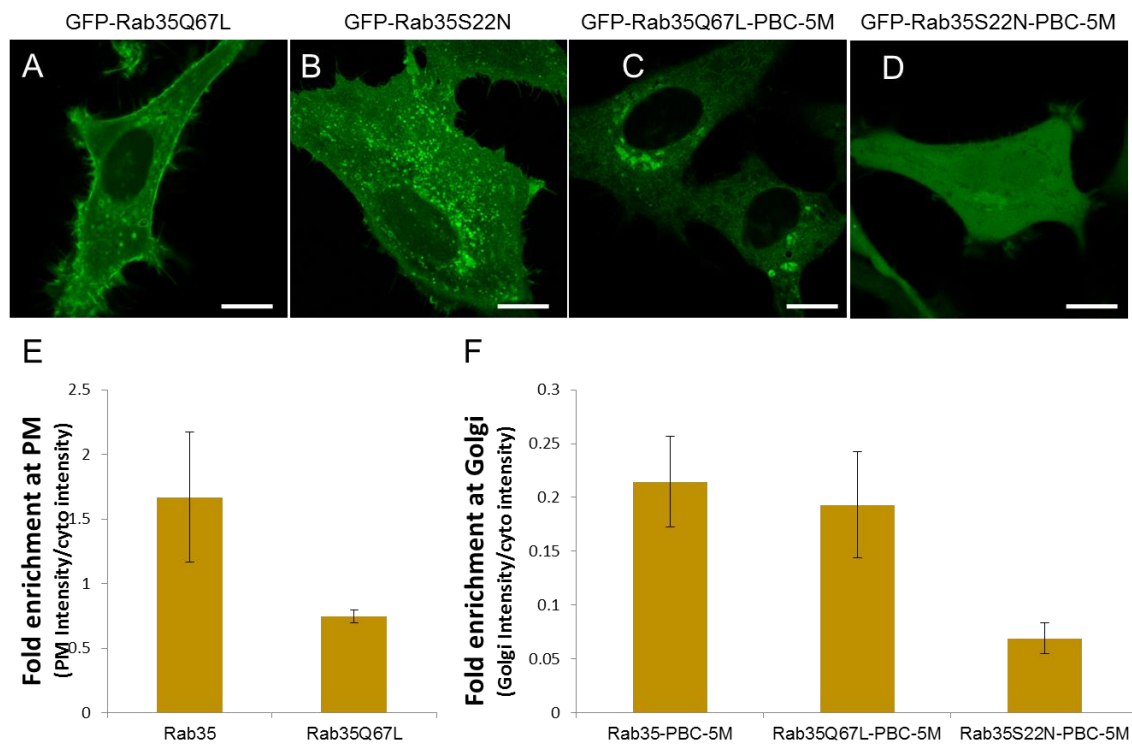 GFP-Rab35Q67L GFP-Rab35S22N GFP-Rab35Q67L-PBC-5M GFP-Rab35S22N-PBC-5M
A B C D
E
Fold enrichment at PM
(PM Intensity/cyto intensity)
2.5
2
1.5
1
0.5
0
Rab35 Rab35Q67L
F
Fold enrichment at Golgi
(Golgi Intensity/cyto intensity)
0.3
0.25
0.2
0.15
0.1
0.05
0
Rab35-PBC-5M Rab35Q67L-PBC-5M Rab35S22N-PBC-5M